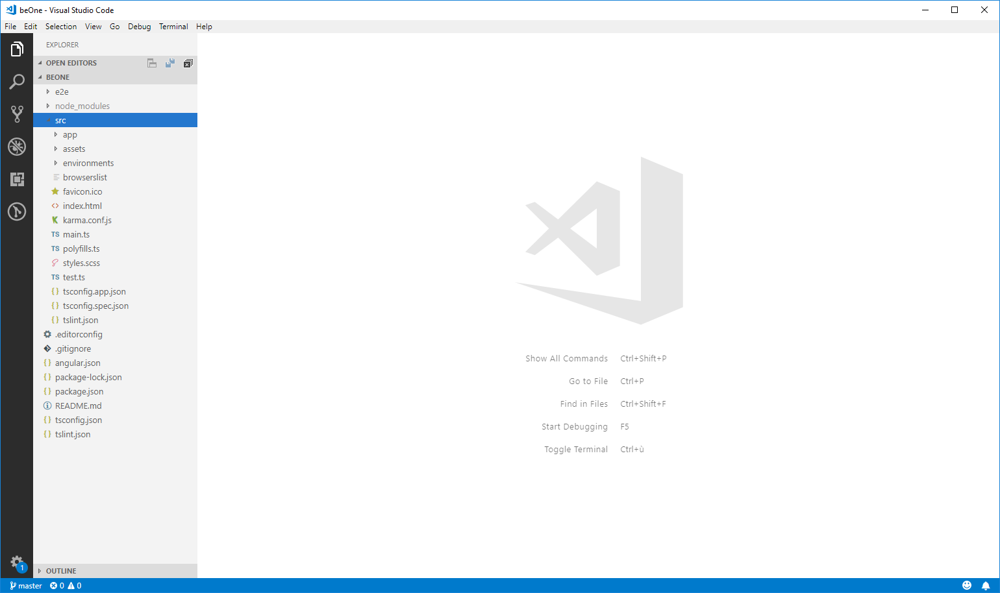 beOne - Visual Studio Code
File Edit Selection View Go Debug Terminal Help
EXPLORER
OPEN EDITORS
BEONE
e2e
node_modules
src
app
assets
environments
browserslist
favicon.ico
index.html
karma.conf.js
TS main.ts
TS polyfills.ts
styles.scss
TS test.ts
{} tsconfig.app.json
{} tsconfig.spec.json
{} tslint.json
.editorconfig
.gitignore
{} angular.json
{} package-lock.json
{} package.json
README.md
{} tsconfig.json
{} tslint.json
Show All Commands Ctrl+Shift+P
Go to File Ctrl+P
Find in Files Ctrl+Shift+F
Start Debugging F5
Toggle Terminal Ctrl+ù
1
OUTLINE
master 0 0